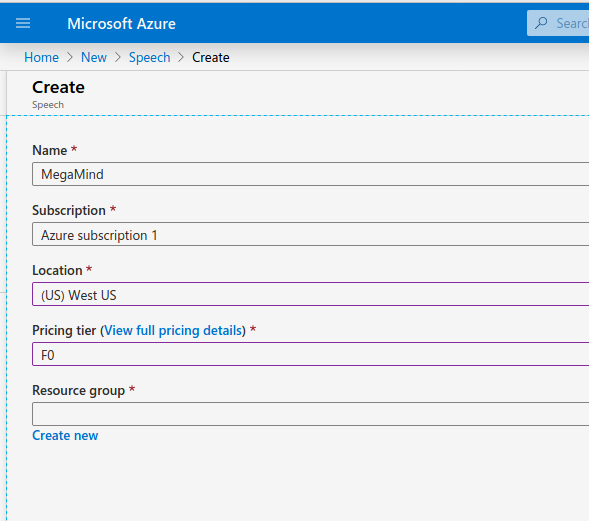 Microsoft Azure
Home > New > Speech > Create
Create
Speech
Name *
MegaMind
Subscription *
Azure subscription 1
Location *
(US) West US
Pricing tier (View full pricing details) *
F0
Resource group *
Create new